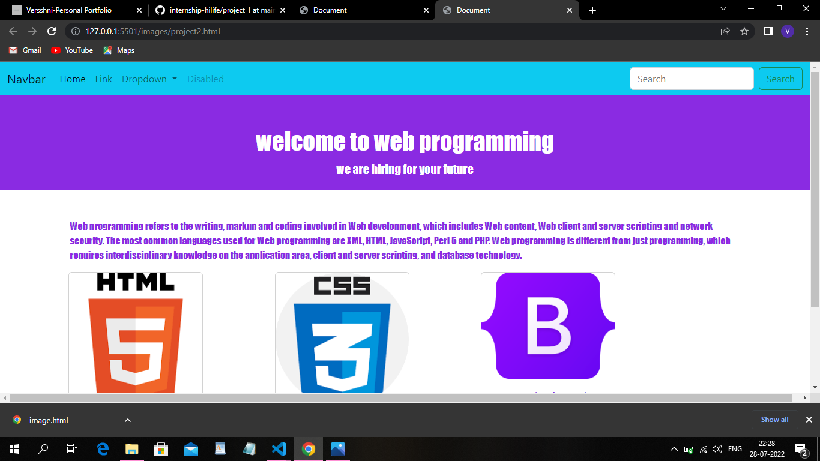 Versshni-Personal Portfolio
internship-hilife/project_1 at main
Document
Document
127.0.0.1:5501/images/project2.html
V
Gmail
YouTube
Maps
Navbar Home Link Dropdown Disabled
Search
Search
welcome to web programming
we are hiring for your future
Web programming refers to the writing, markup and coding involved in Web development, which includes Web content, Web client and server scripting and network
security. The most common languages used for Web programming are XML, HTML, JavaScript, Perl 5 and PHP. Web programming is different from just programming, which
requires interdisciplinary knowledge on the application area, client and server scripting, and database technology.
HTML
5
CSS
3
B
image.html
Show all
ENG
22:28
28-07-2022
2